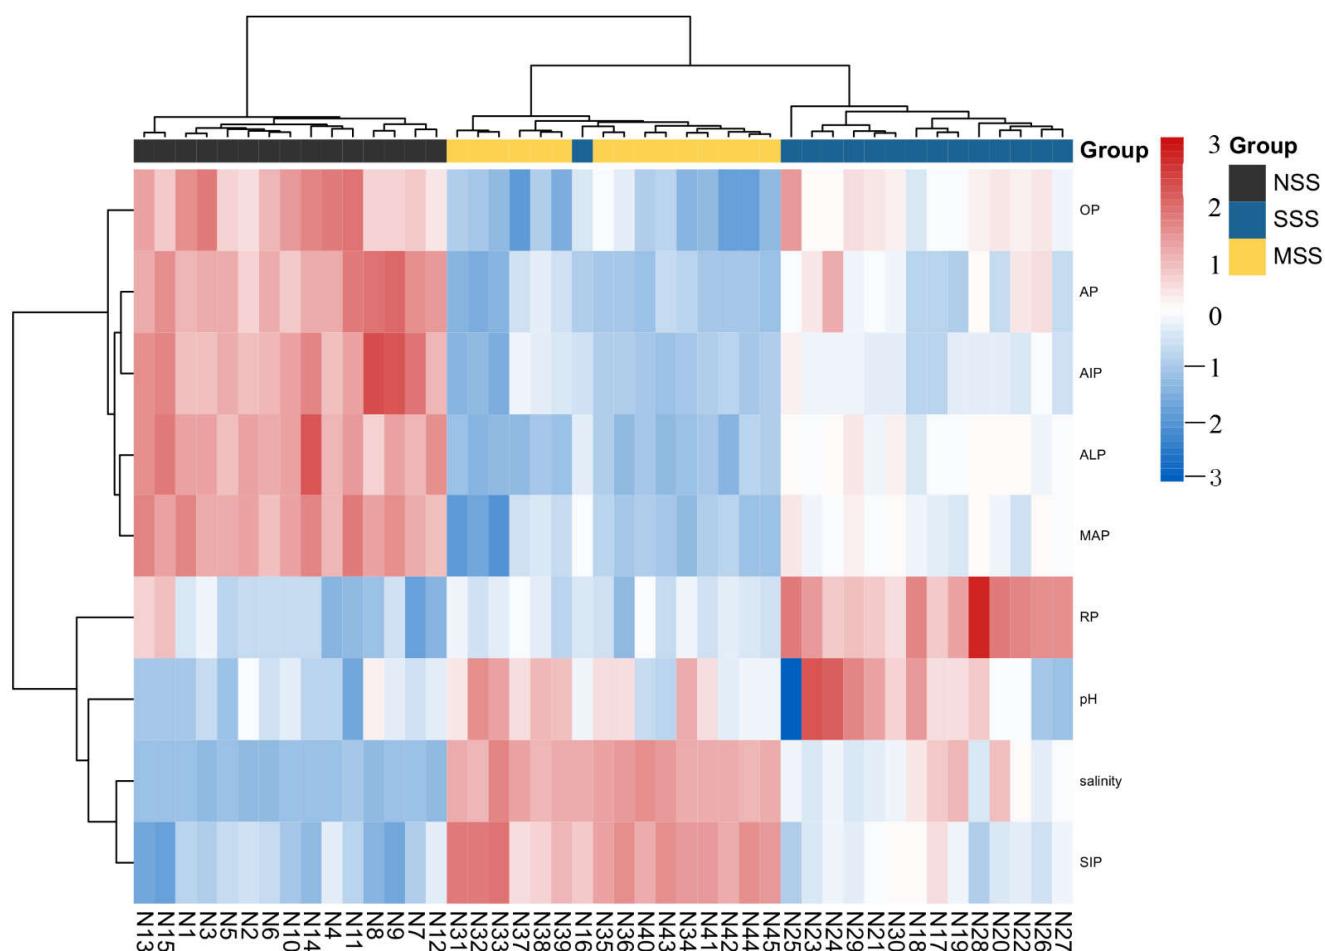 Group
OP
AP
AIP
ALP
MAP
RP
pH
salinity
SIP
3
2
1
0
−1
−2
−3
Group
NSS
SSS
MSS
N13
N15
N1
N3
N5
N2
N6
N10
N14
N4
N11
N8
N9
N7
N12
N31
N32
N33
N37
N38
N39
N16
N35
N36
N40
N43
N34
N41
N42
N44
N45
N25
N23
N24
N29
N21
N30
N18
N17
N19
N28
N20
N22
N26
N27